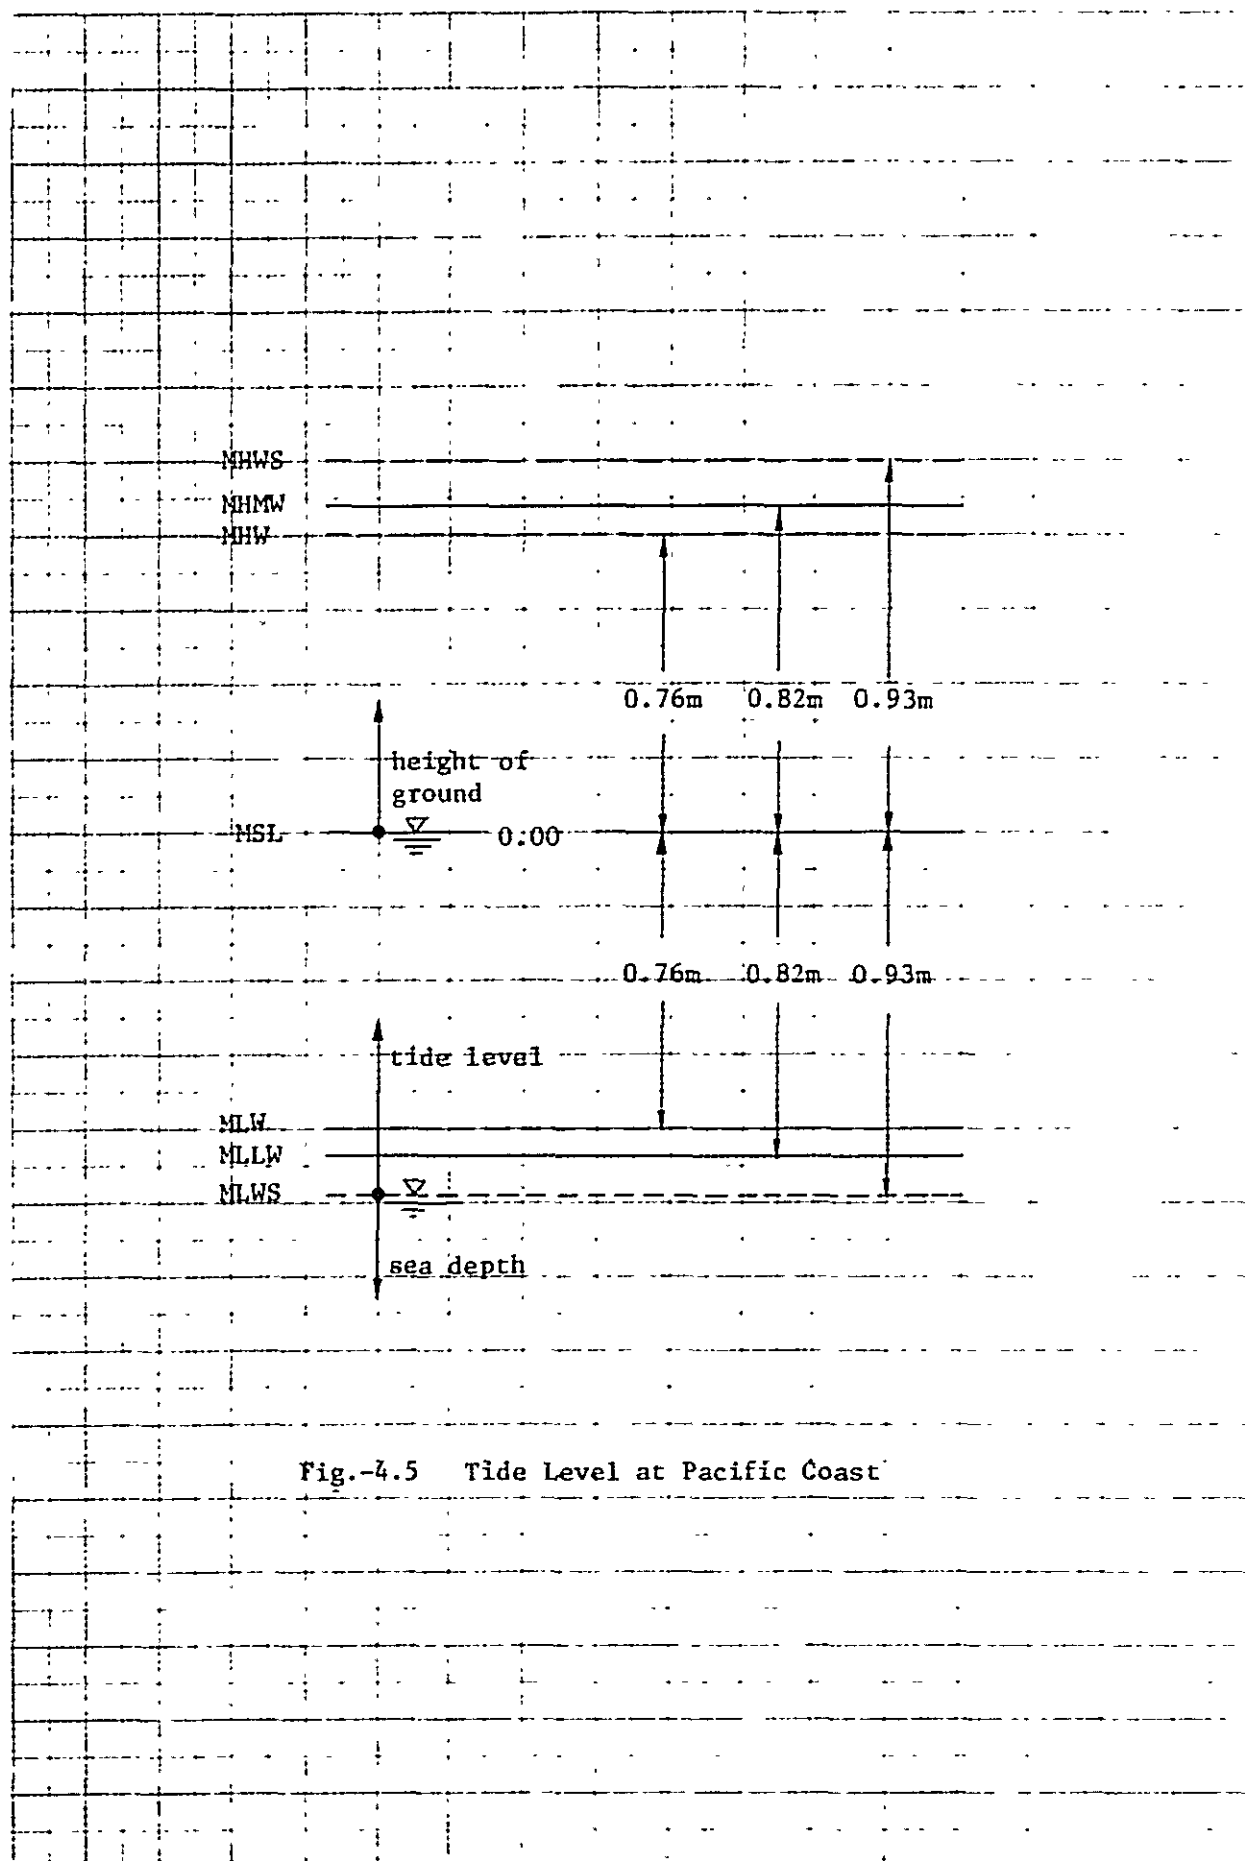 MHWS
MHMW
MHW
0.76m 0.82m 0.93m
height of
ground
MSL 0.00
0.76m 0.82m 0.93m
tide level
MLW
MLLW
MLWS
sea depth
Fig.-4.5 Tide Level at Pacific Coast